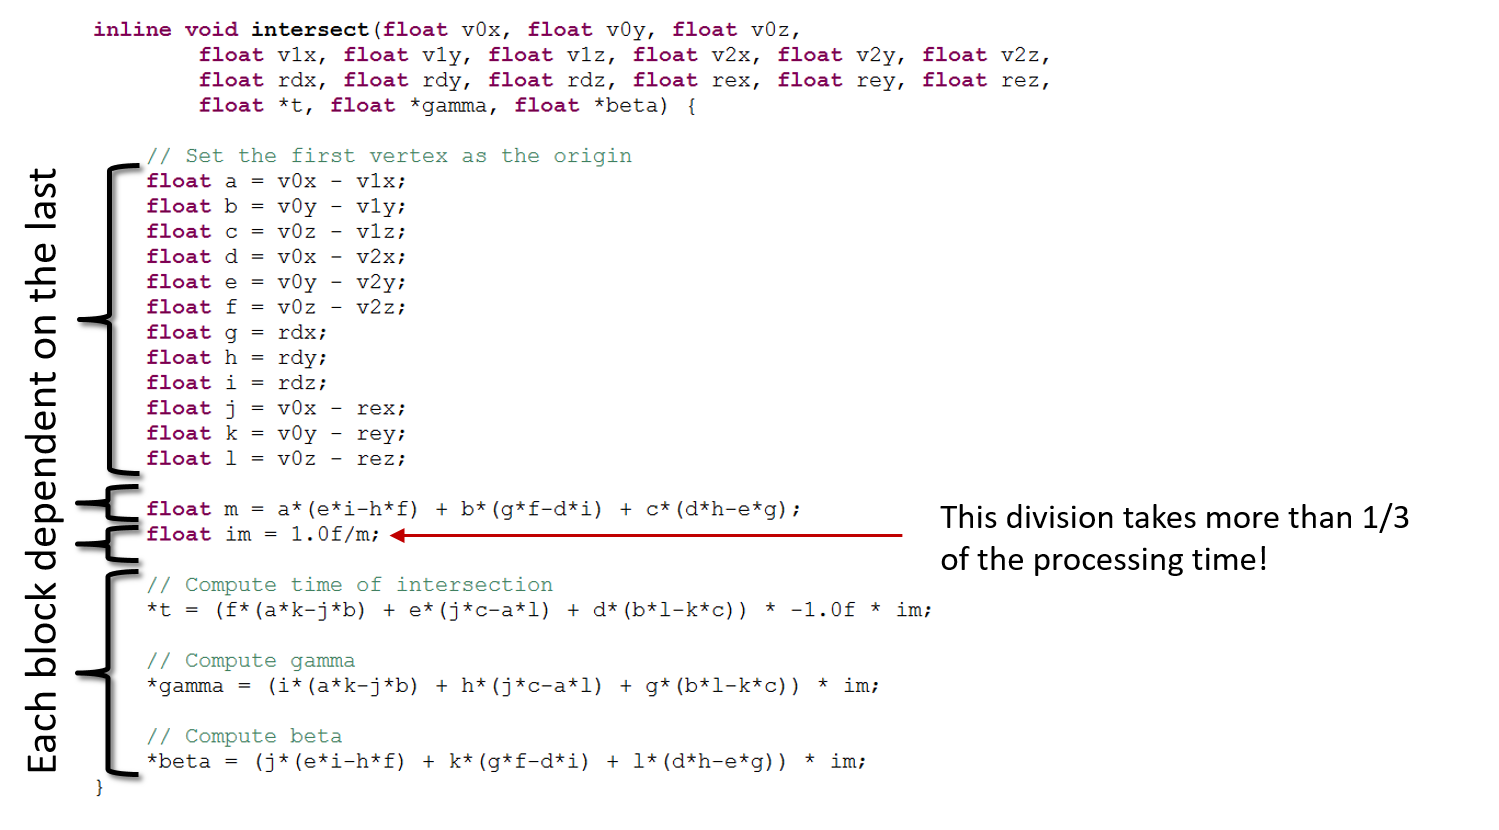 inline void intersect(float v0x, float v0y, float v0z,
float v1x, float v1y, float v1z, float v2x, float v2y, float v2z,
float rdx, float rdy, float rdz, float rex, float rey, float rez,
float *t, float *gamma, float *beta) {
// Set the first vertex as the origin
float a = v0x - v1x;
float b = v0y - v1y;
float c = v0z - v1z;
float d = v0x - v2x;
float e = v0y - v2y;
float f = v0z - v2z;
float g = rdx;
float h = rdy;
float i = rdz;
float j = v0x - rex;
float k = v0y - rey;
float l = v0z - rez;
float m = a*(e*i-h*f) + b*(g*f-d*i) + c*(d*h-e*g);
float im = 1.0f/m;
// Compute time of intersection
*t = (f*(a*k-j*b) + e*(j*c-a*l) + d*(b*l-k*c)) * -1.0f * im;
// Compute gamma
*gamma = (i*(a*k-j*b) + h*(j*c-a*l) + g*(b*l-k*c)) * im;
// Compute beta
*beta = (j*(e*i-h*f) + k*(g*f-d*i) + l*(d*h-e*g)) * im;
}
Each block dependent on the last
This division takes more than 1/3
of the processing time!